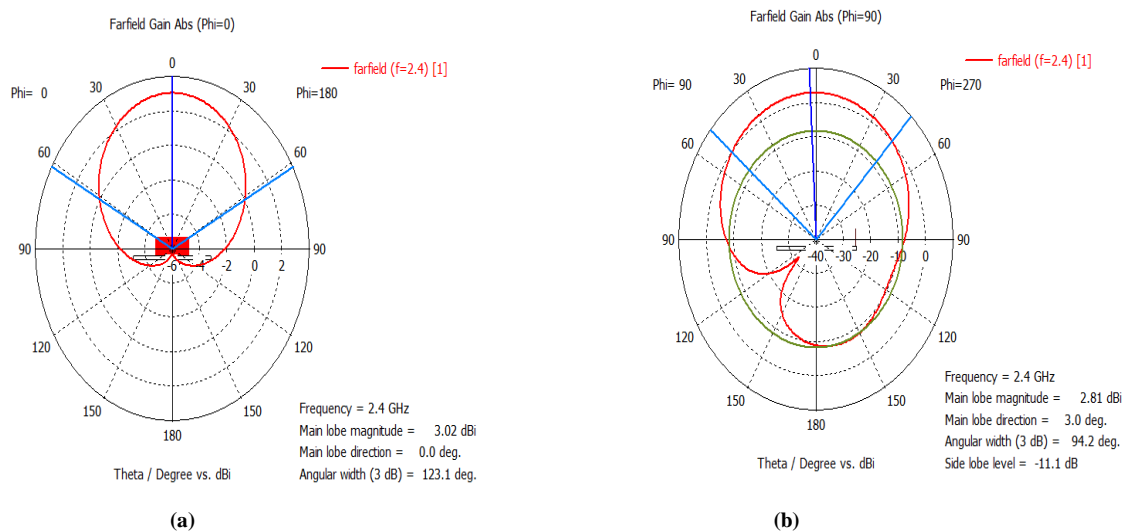 Farfield Gain Abs (Phi=0)
0
farfield (f=2.4) [1]
30
30
Phi= 0
Phi=180
60
60
90
90
-6 -4 -2 0 2
120
120
150
150
180
Frequency = 2.4 GHz
Main lobe magnitude = 3.02 dBi
Main lobe direction = 0.0 deg.
Angular width (3 dB) = 123.1 deg.
Theta / Degree vs. dBi
(a)
Farfield Gain Abs (Phi=90)
0
farfield (f=2.4) [1]
30
30
Phi= 90
Phi=270
60
60
90
90
-40 -30 -20 -10 0
120
120
150
150
180
Frequency = 2.4 GHz
Main lobe magnitude = 2.81 dBi
Main lobe direction = 3.0 deg.
Angular width (3 dB) = 94.2 deg.
Side lobe level = -11.1 dB
Theta / Degree vs. dBi
(b)